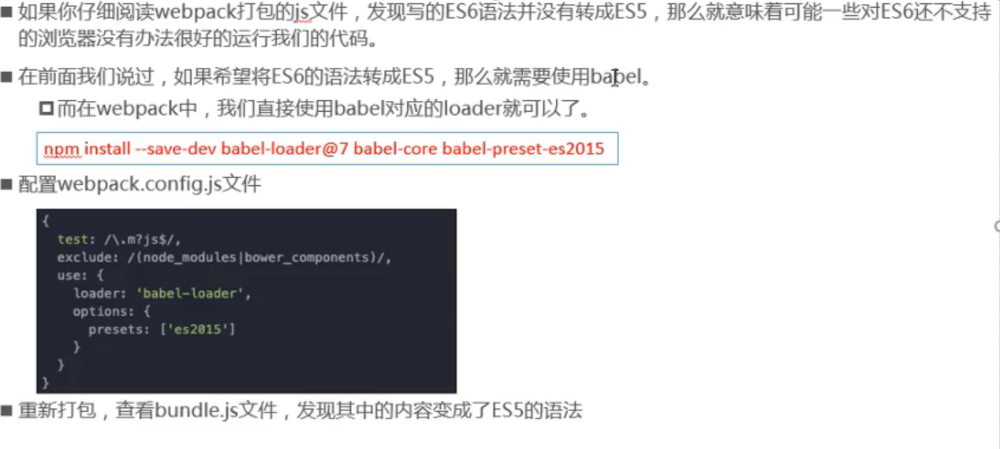 如果你仔细阅读webpack打包的js文件，发现写的ES6语法并没有转成ES5，那么就意味着可能一些对ES6还不支持
的浏览器没有办法很好的运行我们的代码。
在前面我们说过，如果希望将ES6的语法转成ES5，那么就需要使用babel。
而在webpack中，我们直接使用babel对应的loader就可以了。
npm install --save-dev babel-loader@7 babel-core babel-preset-es2015
配置webpack.config.js文件
{
  test: /\.m?js$/,
  exclude: /(node_modules|bower_components)/,
  use: {
    loader: 'babel-loader',
    options: {
      presets: ['es2015']
    }
  }
}
重新打包，查看bundle.js文件，发现其中的内容变成了ES5的语法